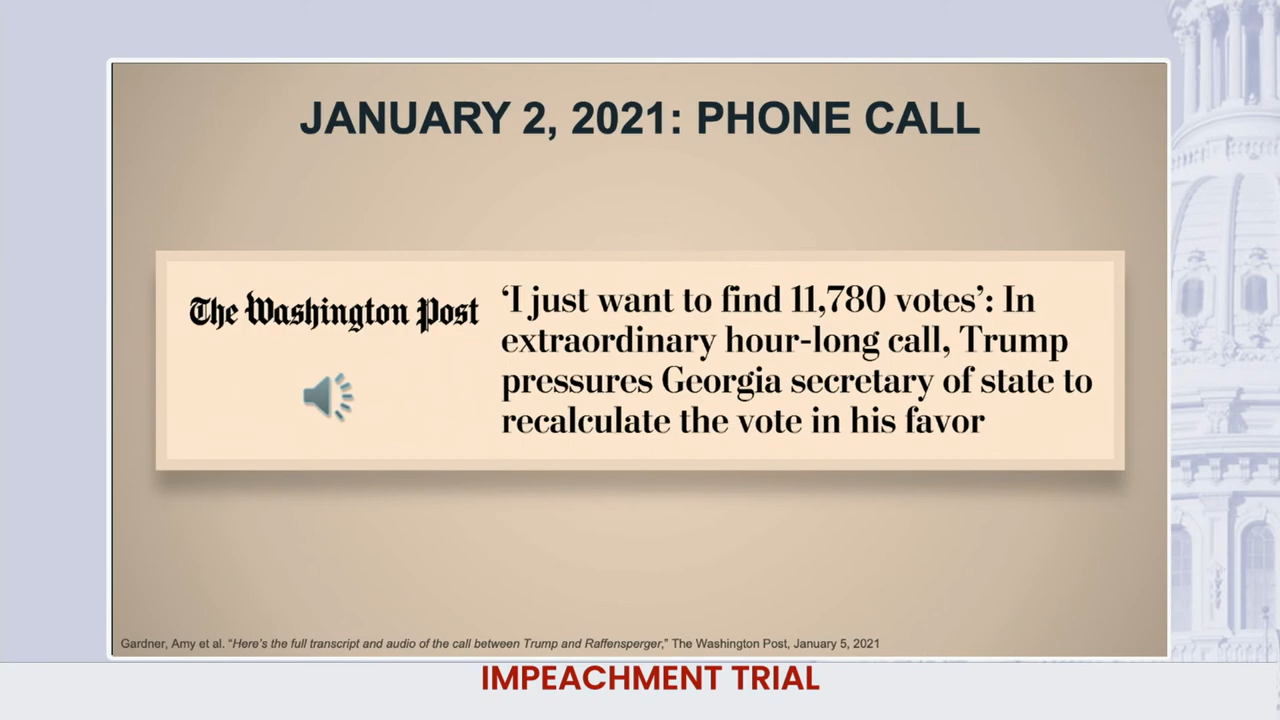 JANUARY 2, 2021: PHONE CALL
The Washington Post
‘I just want to find 11,780 votes’: In
extraordinary hour-long call, Trump
pressures Georgia secretary of state to
recalculate the vote in his favor
Gardner, Amy et al. “Here’s the full transcript and audio of the call between Trump and Raffensperger,” The Washington Post, January 5, 2021
IMPEACHMENT TRIAL